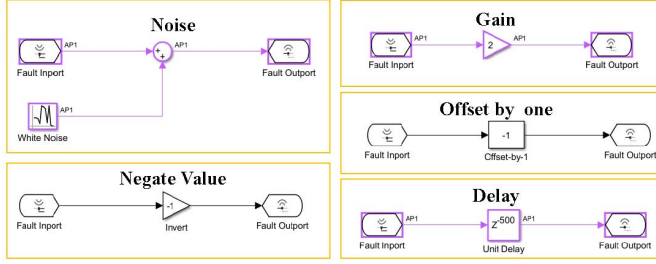 Noise
AP1
+
+
AP1
Fault Inport
Fault Outport
AP1
White Noise
Negate Value
-1
Fault Inport
Invert
Fault Outport
Gain
AP1
2
AP1
Fault Inport
Fault Outport
Offset by one
-1
Fault Inport
Offset-by-1
Fault Outport
Delay
AP1
Z-500
AP1
Fault Inport
Unit Delay
Fault Outport